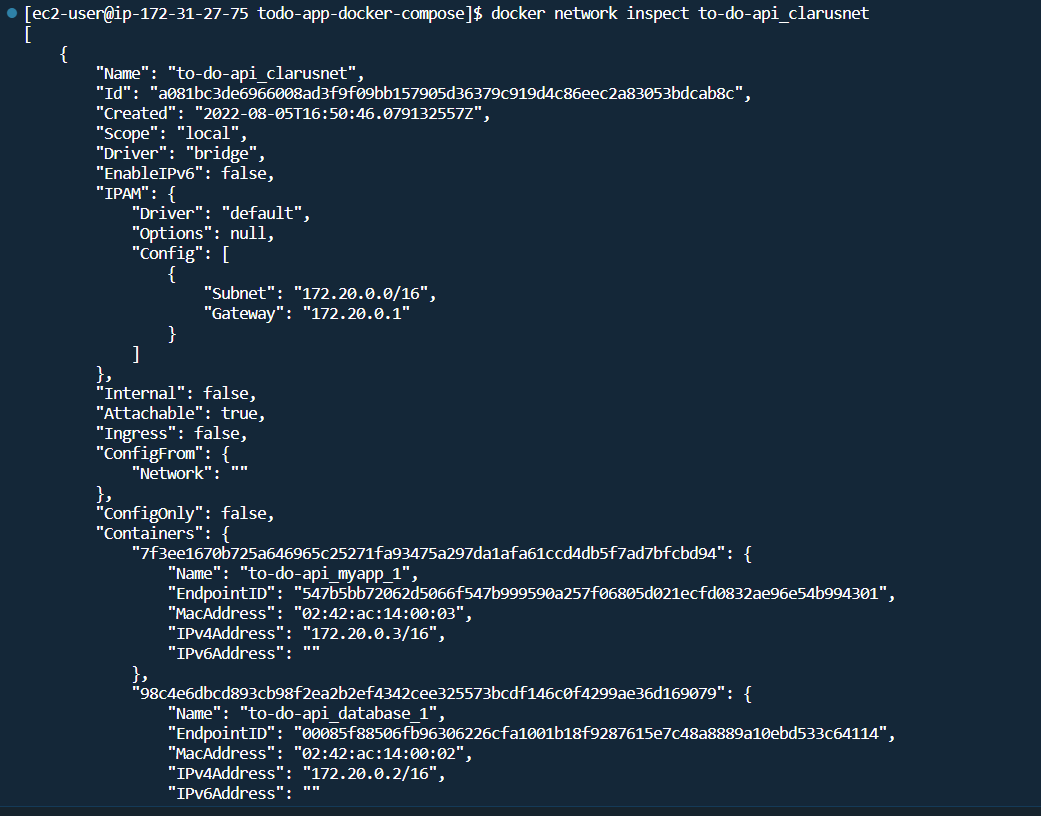 [ec2-user@ip-172-31-27-75 todo-app-docker-compose]$ docker network inspect to-do-api_clarusnet
[
    {
        "Name": "to-do-api_clarusnet",
        "Id": "a081bc3de6966008ad3f9f09bb157905d36379c919d4c86eec2a83053bdcab8c",
        "Created": "2022-08-05T16:50:46.079132557Z",
        "Scope": "local",
        "Driver": "bridge",
        "EnableIPv6": false,
        "IPAM": {
            "Driver": "default",
            "Options": null,
            "Config": [
                {
                    "Subnet": "172.20.0.0/16",
                    "Gateway": "172.20.0.1"
                }
            ]
        },
        "Internal": false,
        "Attachable": true,
        "Ingress": false,
        "ConfigFrom": {
            "Network": ""
        },
        "ConfigOnly": false,
        "Containers": {
            "7f3ee1670b725a646965c25271fa93475a297da1afa61ccd4db5f7ad7bfcbd94": {
                "Name": "to-do-api_myapp_1",
                "EndpointID": "547b5bb72062d5066f547b999590a257f06805d021ecfd0832ae96e54b994301",
                "MacAddress": "02:42:ac:14:00:03",
                "IPv4Address": "172.20.0.3/16",
                "IPv6Address": ""
            },
            "98c4e6dbcd893cb98f2ea2b2ef4342cee325573bcdf146c0f4299ae36d169079": {
                "Name": "to-do-api_database_1",
                "EndpointID": "00085f88506fb96306226cfa1001b18f9287615e7c48a8889a10ebd533c64114",
                "MacAddress": "02:42:ac:14:00:02",
                "IPv4Address": "172.20.0.2/16",
                "IPv6Address": ""